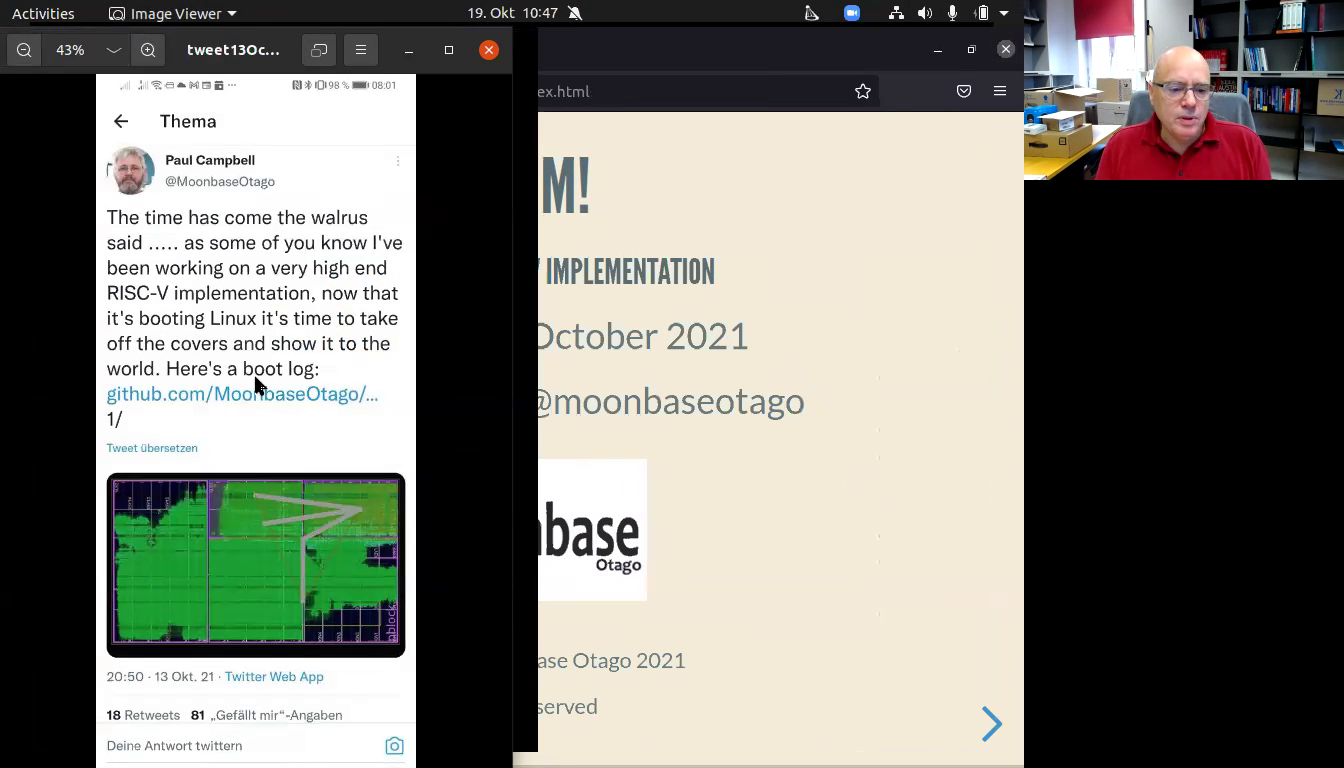 Activities
Image Viewer
19. Okt 10:47
43%
tweet13Oc...
Thema
98 %
08:01
Paul Campbell
@MoonbaseOtago
The time has come the walrus
said ..... as some of you know I've
been working on a very high end
RISC-V implementation, now that
it's booting Linux it's time to take
off the covers and show it to the
world. Here's a boot log:
github.com/MoonbaseOtago/...
1/
Tweet übersetzen
20:50 · 13 Okt. 21 · Twitter Web App
18 Retweets 81 „Gefällt mir“-Angaben
Deine Antwort twittern
ex.html
M!
IMPLEMENTATION
October 2021
@moonbaseotago
base
Otago
ase Otago 2021
served